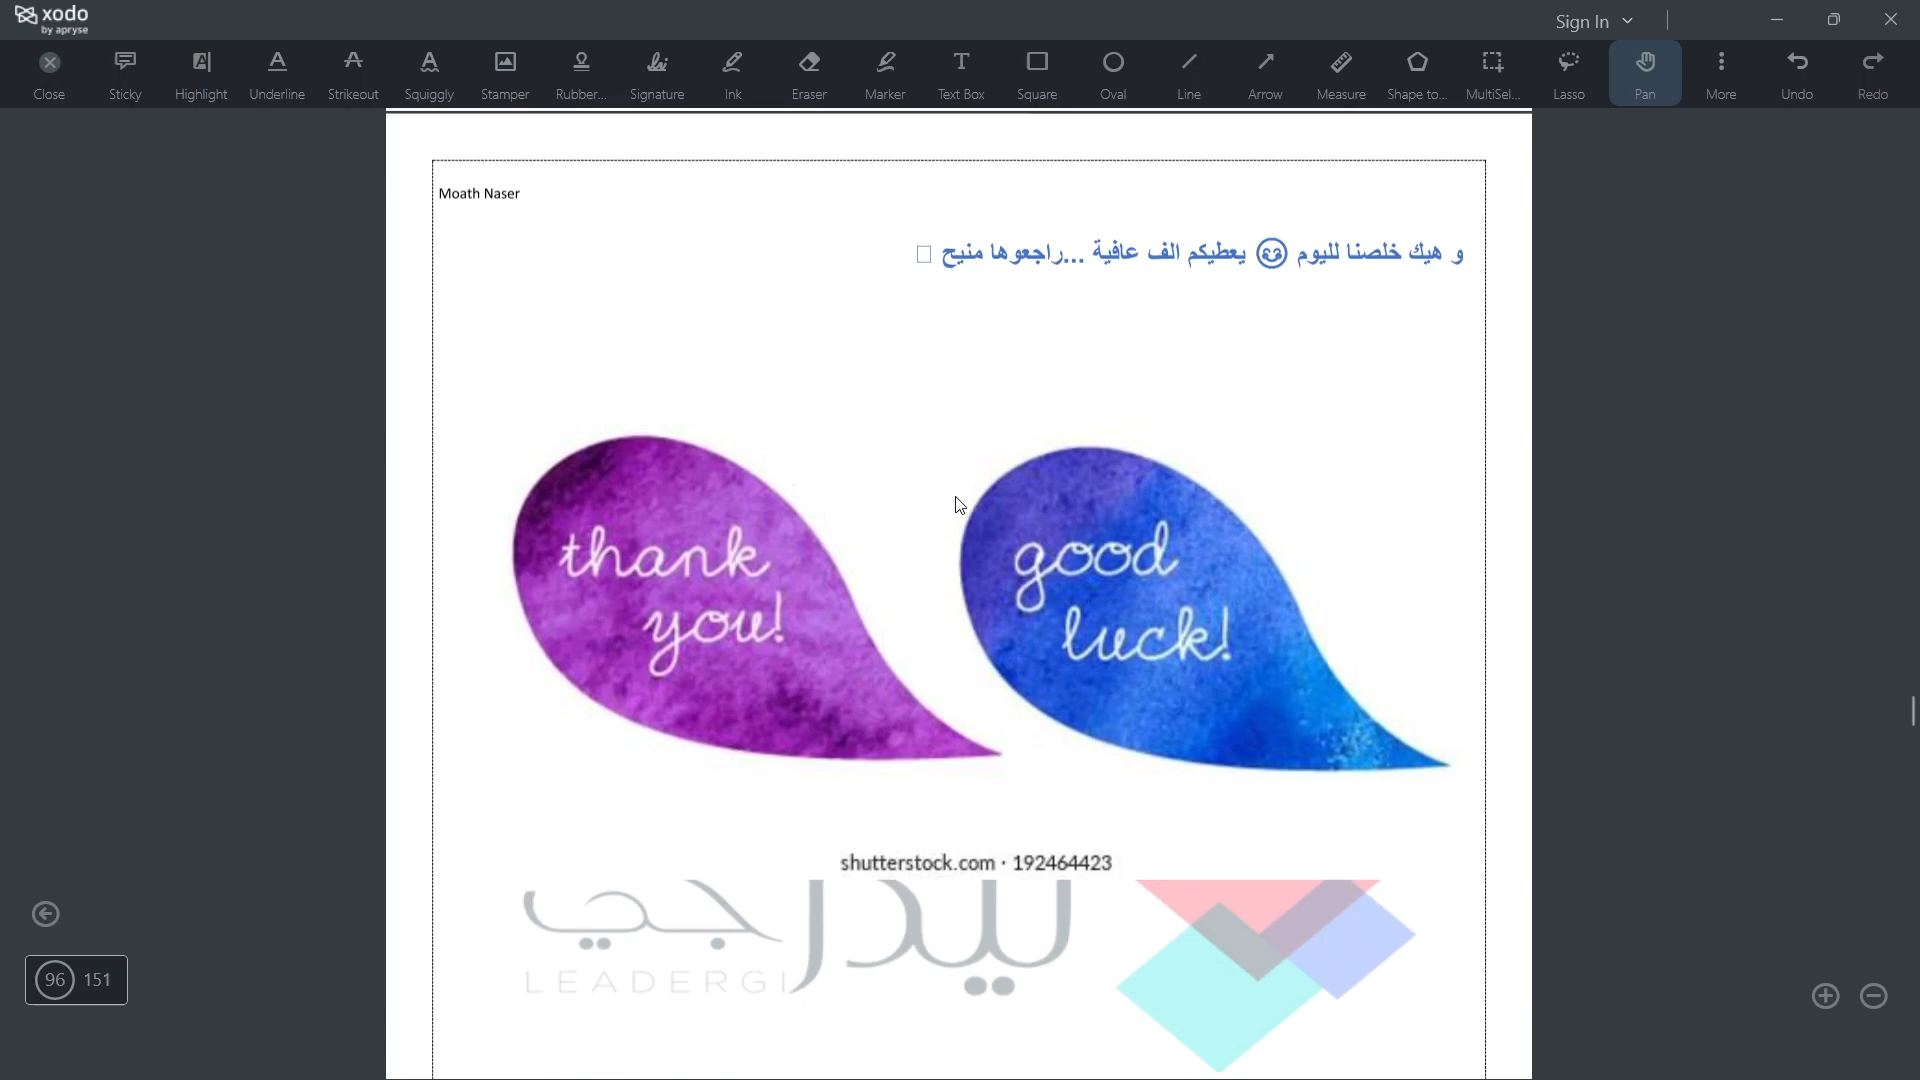 xodo
by apryse
Sign In
Close
Sticky
Highlight
Underline
Strikeout
Squiggly
Stamper
Rubber...
Signature
Ink
Eraser
Marker
Text Box
Square
Oval
Line
Arrow
Measure
Shape to...
MultiSel...
Lasso
Pan
More
Undo
Redo
Moath Naser
و هيك خلصنا لليوم 😊 يعطيكم الف عافية ...راجعوها منيح
thank
you!
good
luck!
shutterstock.com · 192464423
ليدرجي
LEADERGI
96 151